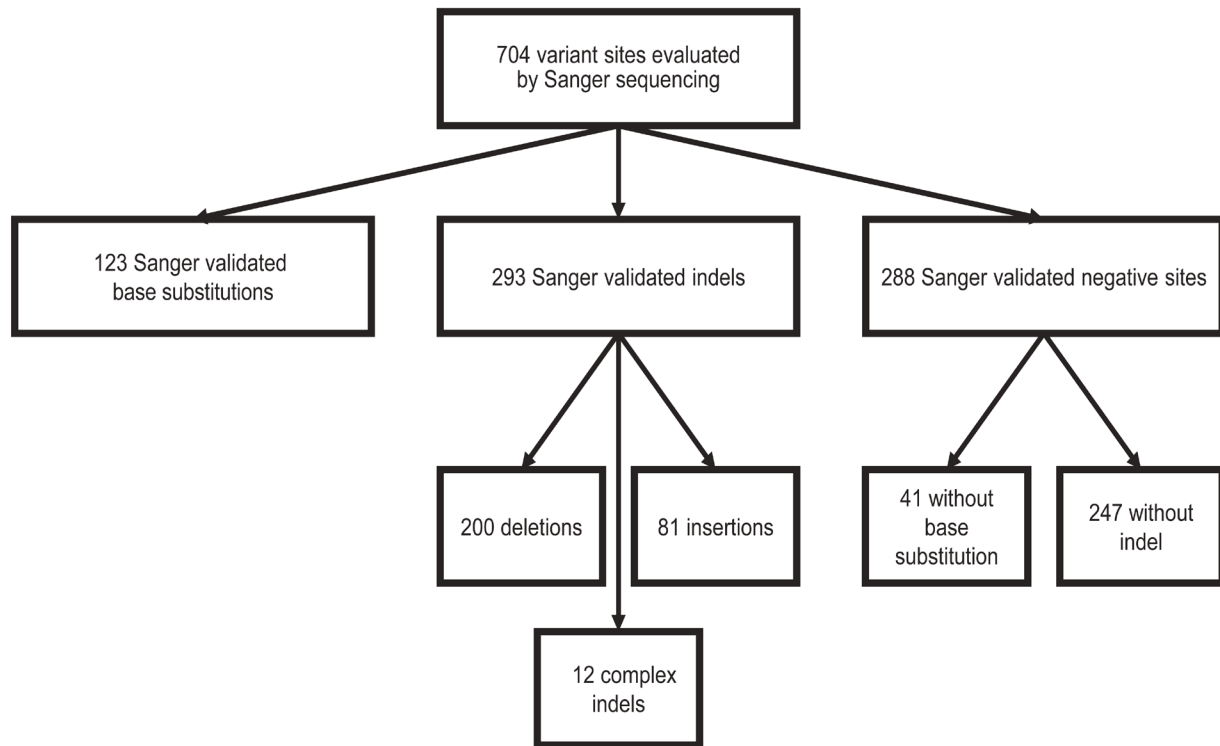 704 variant sites evaluated
by Sanger sequencing
123 Sanger validated
base substitutions
293 Sanger validated indels
288 Sanger validated negative sites
200 deletions
81 insertions
41 without
base
substitution
247 without
indel
12 complex
indels